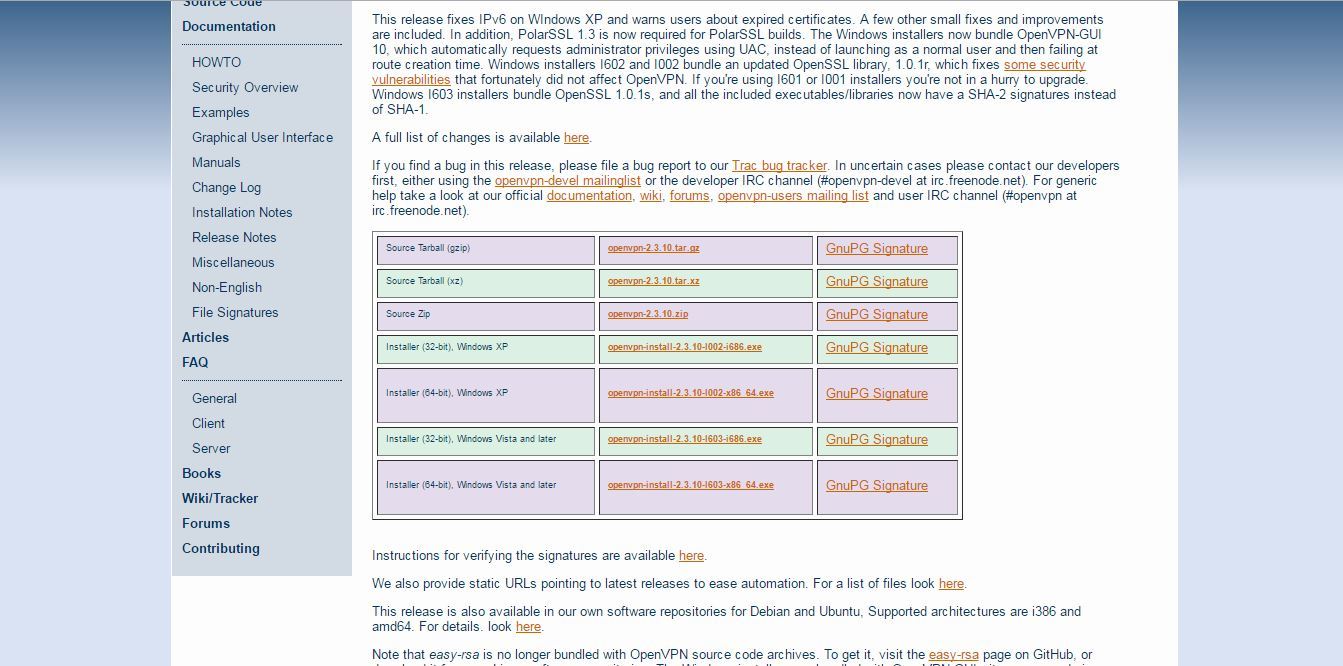 Source Code
Documentation
HOWTO
Security Overview
Examples
Graphical User Interface
Manuals
Change Log
Installation Notes
Release Notes
Miscellaneous
Non-English
File Signatures
Articles
FAQ
General
Client
Server
Books
Wiki/Tracker
Forums
Contributing
This release fixes IPv6 on WIndows XP and warns users about expired certificates. A few other small fixes and improvements
are included. In addition, PolarSSL 1.3 is now required for PolarSSL builds. The Windows installers now bundle OpenVPN-GUI
10, which automatically requests administrator privileges using UAC, instead of launching as a normal user and then failing at
route creation time. Windows installers I602 and I002 bundle an updated OpenSSL library, 1.0.1r, which fixes some security
vulnerabilities that fortunately did not affect OpenVPN. If you're using I601 or I001 installers you're not in a hurry to upgrade.
Windows I603 installers bundle OpenSSL 1.0.1s, and all the included executables/libraries now have a SHA-2 signatures instead
of SHA-1.
A full list of changes is available here.
If you find a bug in this release, please file a bug report to our Trac bug tracker. In uncertain cases please contact our developers
first, either using the openvpn-devel mailinglist or the developer IRC channel (#openvpn-devel at irc.freenode.net). For generic
help take a look at our official documentation, wiki, forums, openvpn-users mailing list and user IRC channel (#openvpn at
irc.freenode.net).
Source Tarball (gzip) openvpn-2.3.10.tar.gz GnuPG Signature
Source Tarball (xz) openvpn-2.3.10.tar.xz GnuPG Signature
Source Zip openvpn-2.3.10.zip GnuPG Signature
Installer (32-bit), Windows XP openvpn-install-2.3.10-I002-i686.exe GnuPG Signature
Installer (64-bit), Windows XP openvpn-install-2.3.10-I002-x86_64.exe GnuPG Signature
Installer (32-bit), Windows Vista and later openvpn-install-2.3.10-I603-i686.exe GnuPG Signature
Installer (64-bit), Windows Vista and later openvpn-install-2.3.10-I603-x86_64.exe GnuPG Signature
Instructions for verifying the signatures are available here.
We also provide static URLs pointing to latest releases to ease automation. For a list of files look here.
This release is also available in our own software repositories for Debian and Ubuntu, Supported architectures are i386 and
amd64. For details. look here.
Note that easy-rsa is no longer bundled with OpenVPN source code archives. To get it, visit the easy-rsa page on GitHub, or